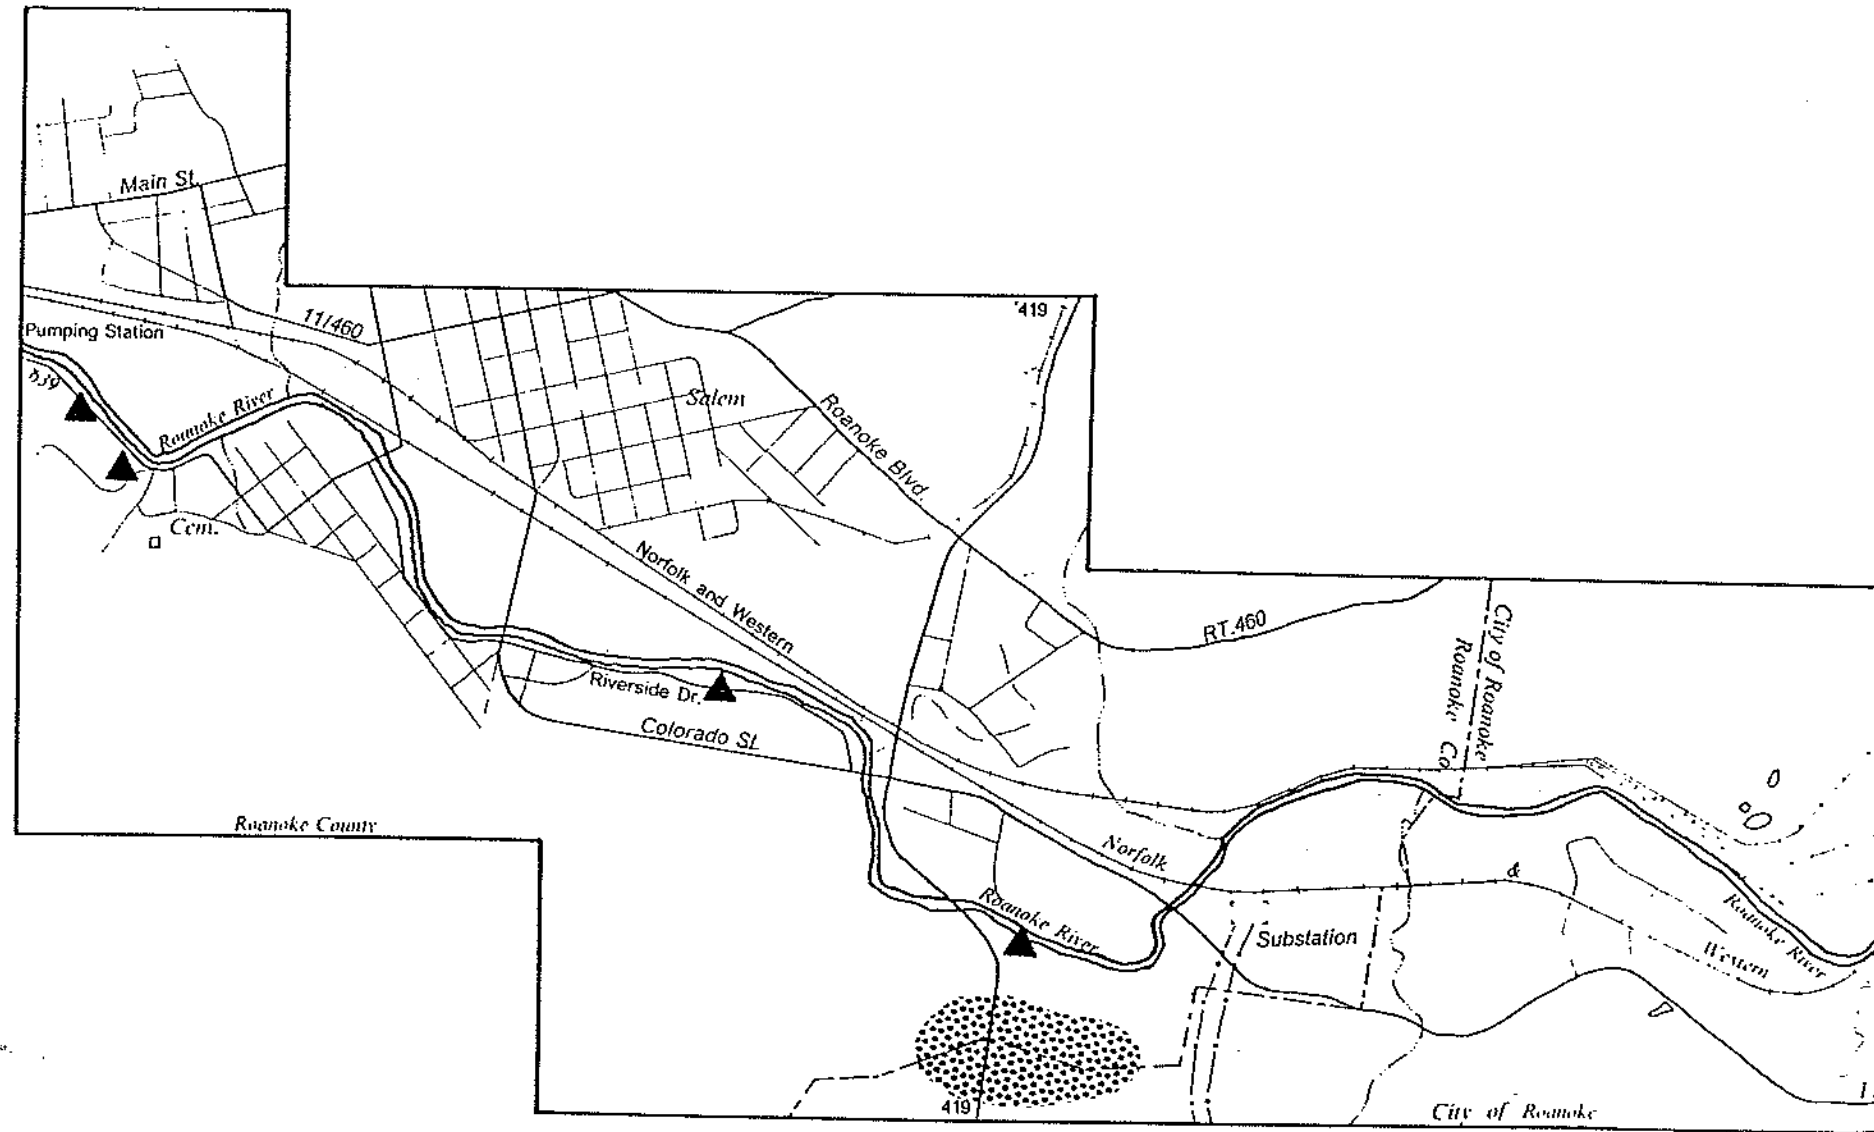 Main St.
419
11/460
Pumping Station
639
Roanoke River
Salem
Roanoke Blvd.
Cem.
Norfolk and Western
RT.460
City of Roanoke
Roanoke Co.
Riverside Dr.
Colorado St.
Roanoke County
Norfolk
&
Western
Roanoke River
Roanoke River
Substation
419
City of Roanoke